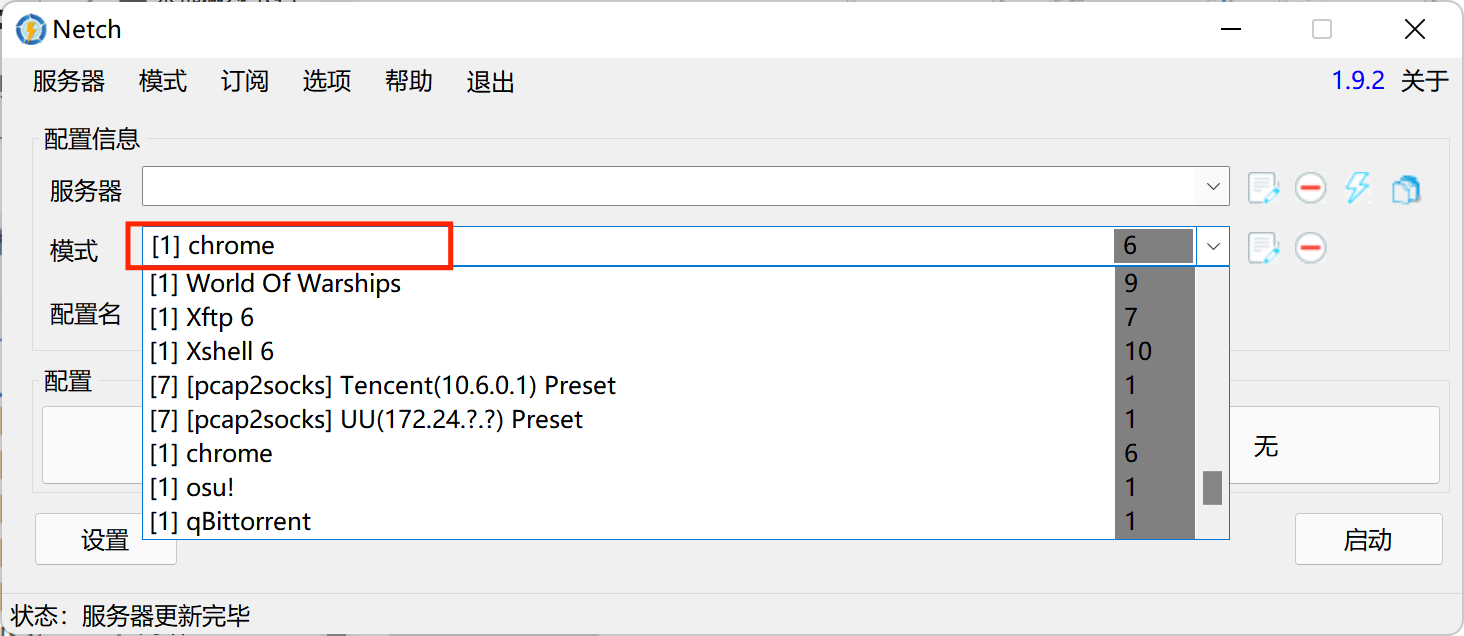 Netch
服务器 模式 订阅 选项 帮助 退出 1.9.2 关于
配置信息
服务器
模式 [1] chrome 6
[1] World Of Warships 9
配置名 [1] Xftp 6 7
[1] Xshell 6 10
配置 [7] [pcap2socks] Tencent(10.6.0.1) Preset 1
[7] [pcap2socks] UU(172.24.?.?) Preset 1
[1] chrome 6
无
[1] osu! 1
[1] qBittorrent 1
设置 启动
状态：服务器更新完毕